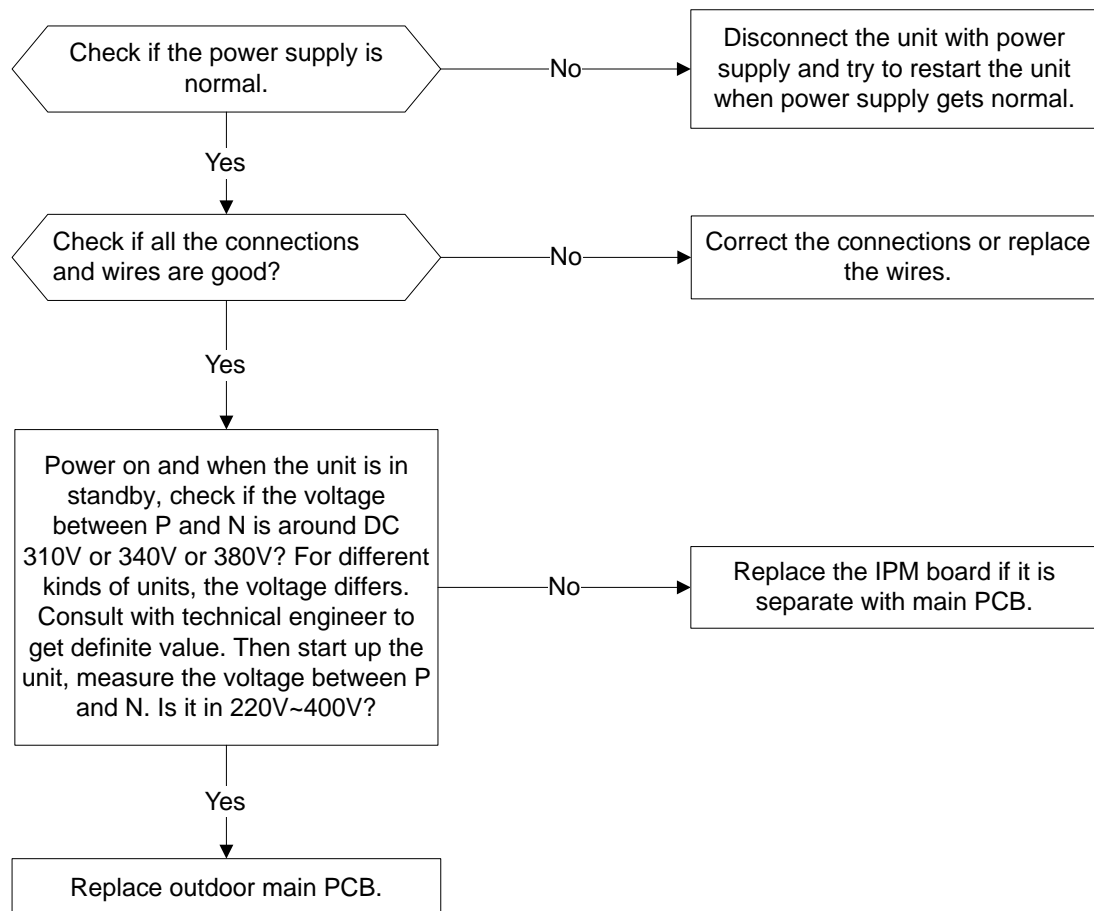 Check if the power supply is
normal.
No
Disconnect the unit with power
supply and try to restart the unit
when power supply gets normal.
Yes
Check if all the connections
and wires are good?
No
Correct the connections or replace
the wires.
Yes
Power on and when the unit is in
standby, check if the voltage
between P and N is around DC
310V or 340V or 380V? For different
kinds of units, the voltage differs.
Consult with technical engineer to
get definite value. Then start up the
unit, measure the voltage between P
and N. Is it in 220V~400V?
No
Replace the IPM board if it is
separate with main PCB.
Yes
Replace outdoor main PCB.